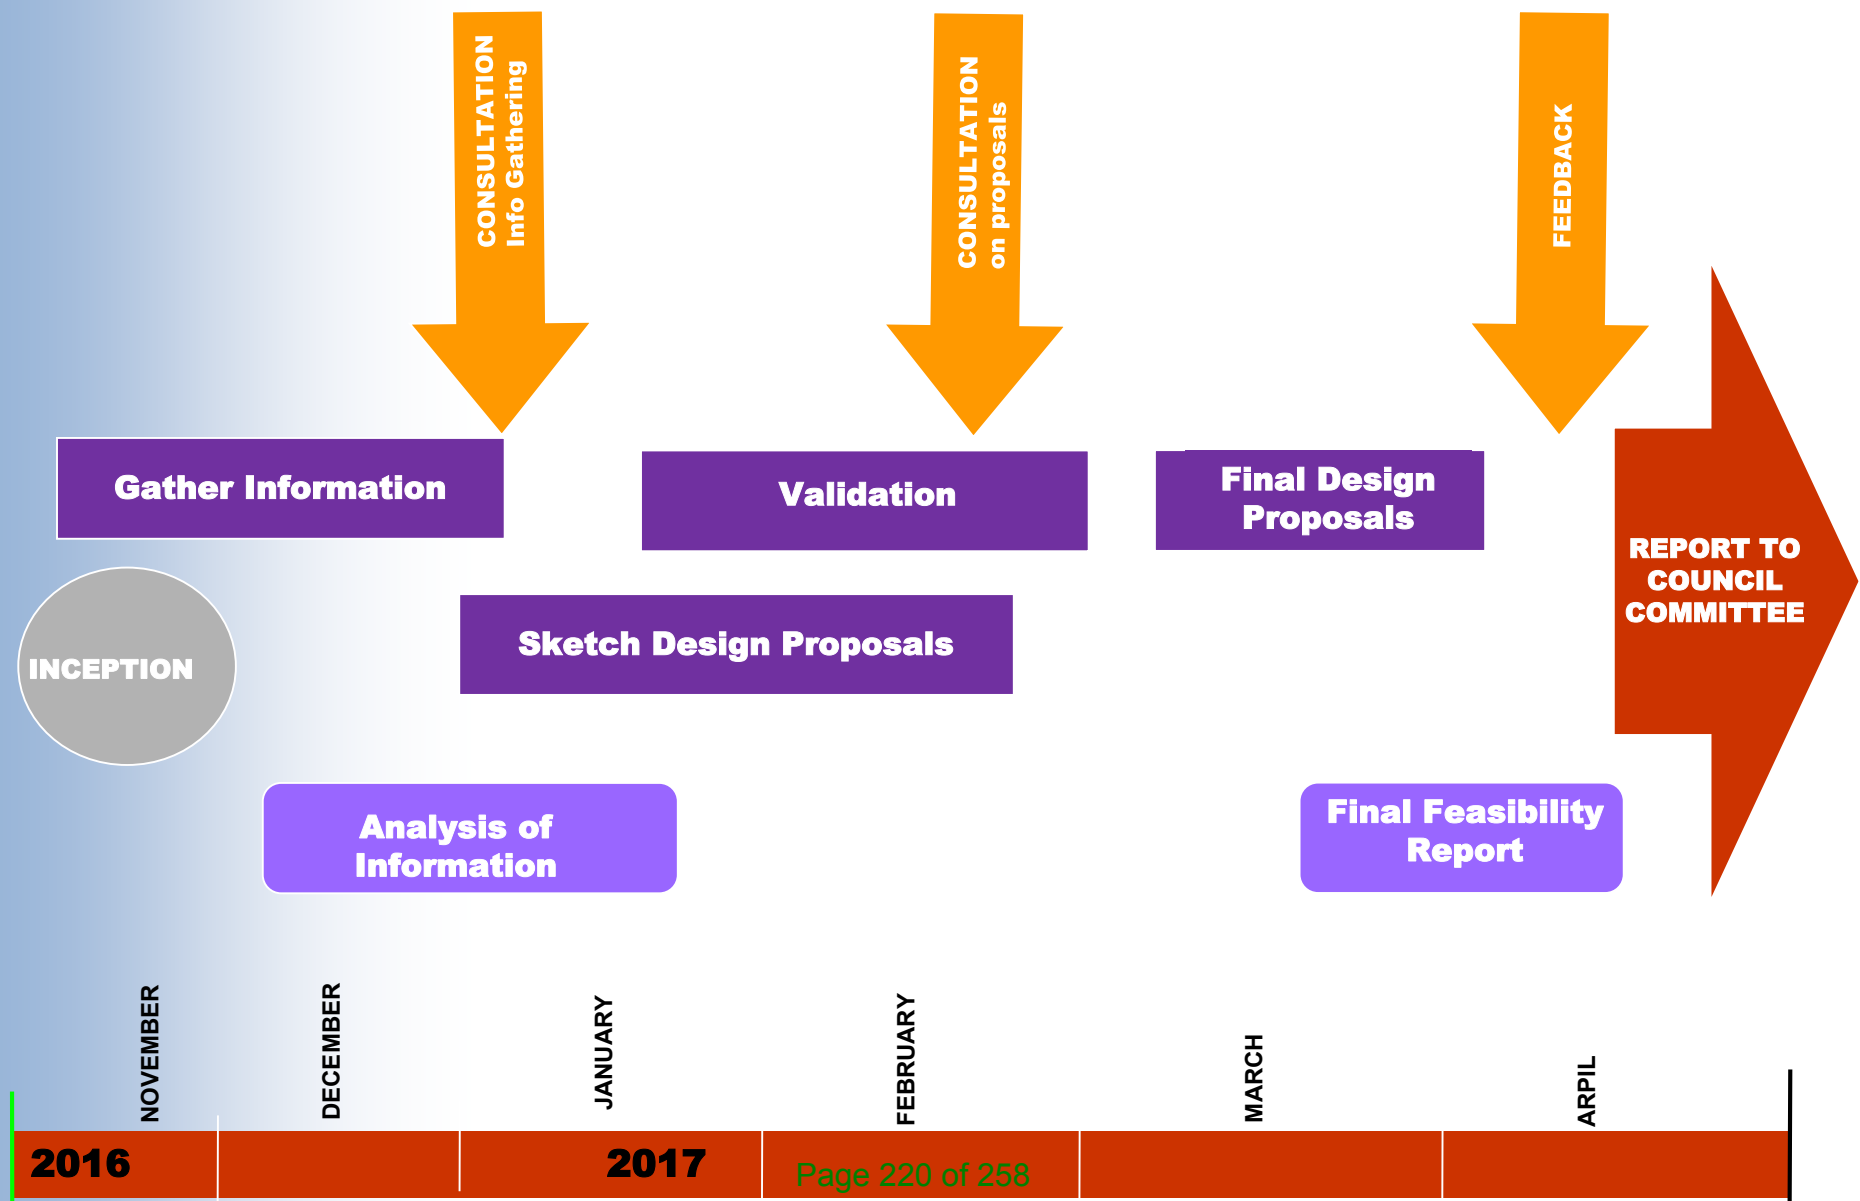 CONSULTATION
Info Gathering
CONSULTATION
on proposals
FEEDBACK
Gather Information
Validation
Final Design
Proposals
REPORT TO
COUNCIL
COMMITTEE
INCEPTION
Sketch Design Proposals
Analysis of
Information
Final Feasibility
Report
NOVEMBER
DECEMBER
JANUARY
FEBRUARY
MARCH
ARPIL
2016
2017
Page 220 of 258